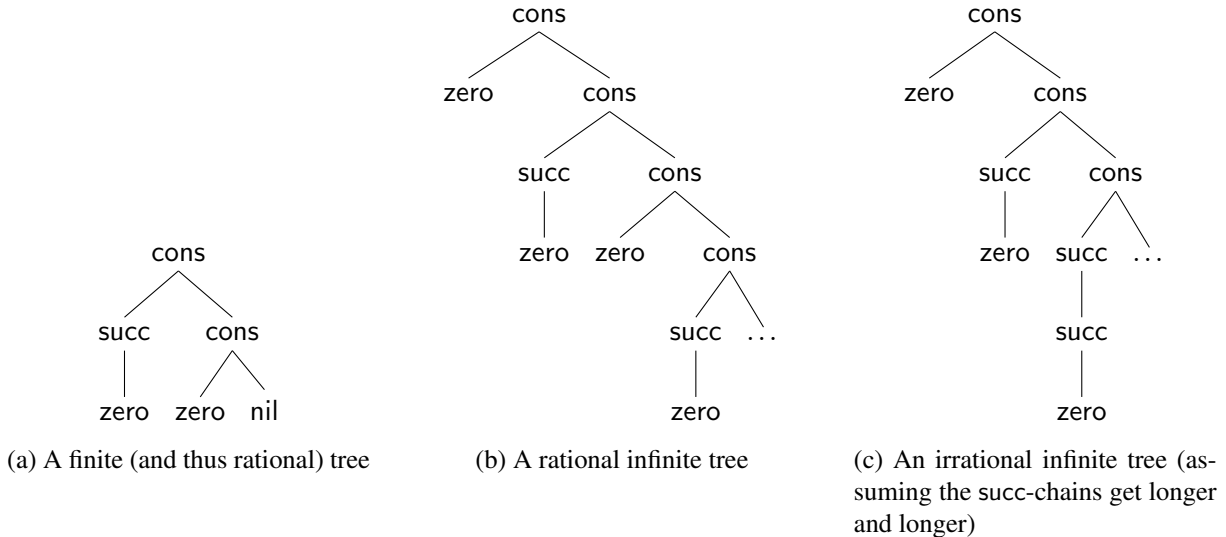 cons
zero cons
succ cons
zero zero cons
succ ...
zero
cons
succ cons
zero zero nil
cons
zero cons
succ cons
zero succ ...
succ
zero
(a) A finite (and thus rational) tree
(b) A rational infinite tree
(c) An irrational infinite tree (as-
suming the succ-chains get longer
and longer)